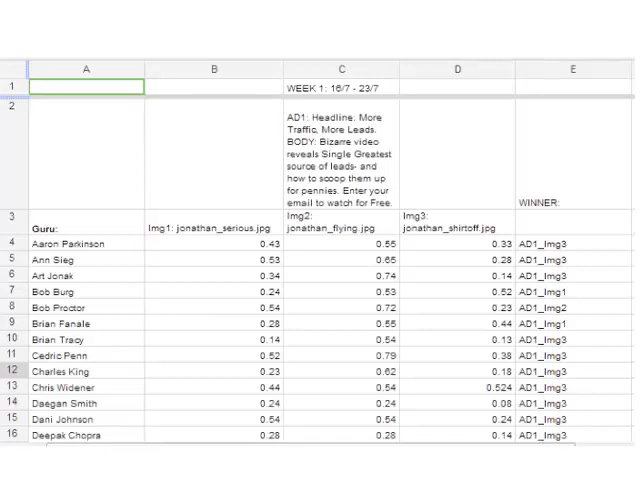 A B C D E
1 WEEK 1: 16/7 - 23/7
2
AD1: Headline: More
Traffic, More Leads.
BODY: Bizarre video
reveals Single Greatest
source of leads- and
how to scoop them up
for pennies. Enter your
email to watch for Free. WINNER:
3 Img2: Img3:
Guru: Img1: jonathan_serious.jpg jonathan_flying.jpg jonathan_shirtoff.jpg
4 Aaron Parkinson 0.43 0.55 0.33 AD1_Img3
5 Ann Sieg 0.53 0.65 0.28 AD1_Img3
6 Art Jonak 0.34 0.74 0.14 AD1_Img3
7 Bob Burg 0.24 0.53 0.52 AD1_Img1
8 Bob Proctor 0.54 0.72 0.23 AD1_Img2
9 Brian Fanale 0.28 0.55 0.44 AD1_Img1
10 Brian Tracy 0.14 0.54 0.13 AD1_Img3
11 Cedric Penn 0.52 0.79 0.38 AD1_Img3
12 Charles King 0.23 0.62 0.18 AD1_Img3
13 Chris Widener 0.44 0.54 0.524 AD1_Img3
14 Daegan Smith 0.24 0.24 0.08 AD1_Img3
15 Dani Johnson 0.54 0.54 0.24 AD1_Img3
16 Deepak Chopra 0.28 0.28 0.14 AD1_Img3